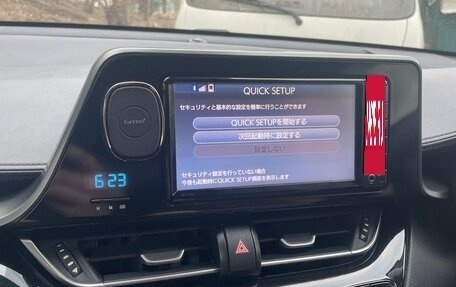 QUICK SETUP
セキュリティと基本的な設定を簡単に行うことができます
QUICK SETUPを開始する
次回起動時に設定する
設定しない
セキュリティ設定を行っていない場合
今後も起動時にQUICK SETUP画面を表示します
6:23
H M